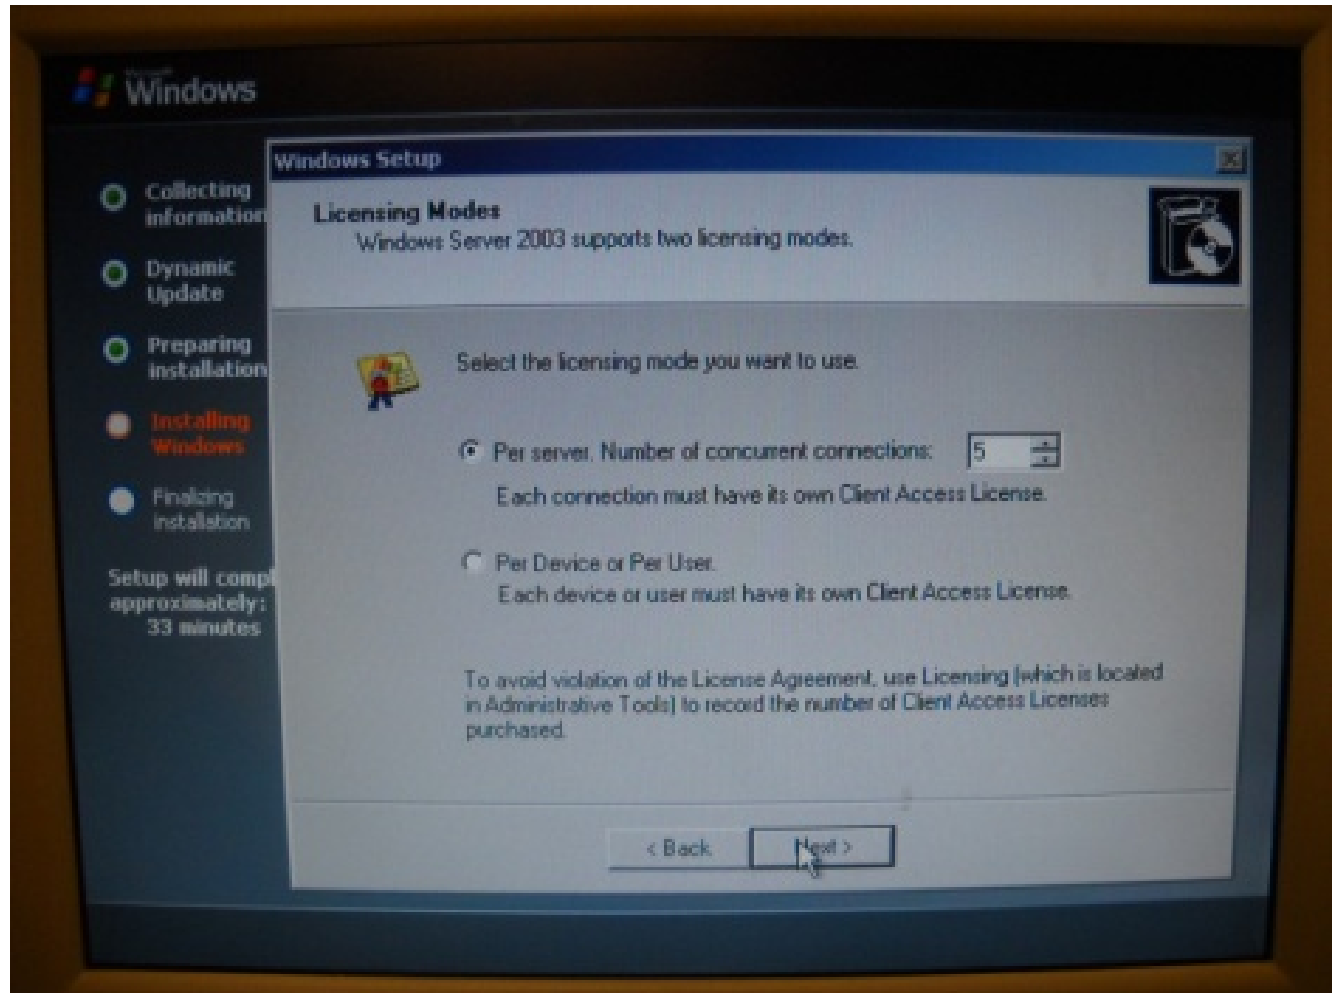 Microsoft
Windows
Collecting
information
Dynamic
Update
Preparing
installation
Installing
Windows
Finalizing
installation
Setup will compl
approximately:
33 minutes
Windows Setup
Licensing Modes
Windows Server 2003 supports two licensing modes.
Select the licensing mode you want to use.
Per server. Number of concurrent connections: 5
Each connection must have its own Client Access License.
Per Device or Per User.
Each device or user must have its own Client Access License.
To avoid violation of the License Agreement, use Licensing (which is located
in Administrative Tools) to record the number of Client Access Licenses
purchased.
< Back
Next >